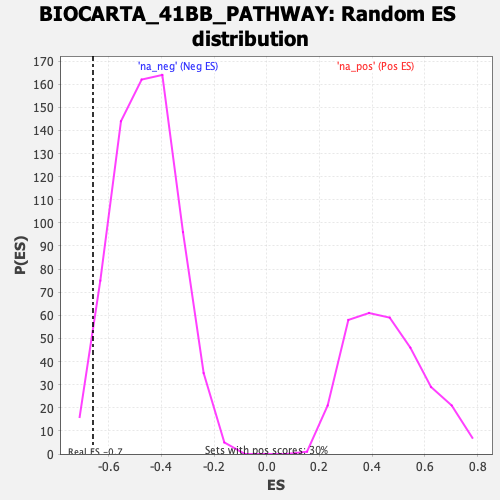 BIOCARTA_41BB_PATHWAY: Random ES
distribution
'na_neg' (Neg ES)
'na_pos' (Pos ES)
170
160
150
140
130
120
110
100
90
80
70
60
50
40
30
20
10
0
P(ES)
Real ES -0.7
Sets with pos scores: 30%
-0.6 -0.4 -0.2 0.0 0.2 0.4 0.6 0.8
ES